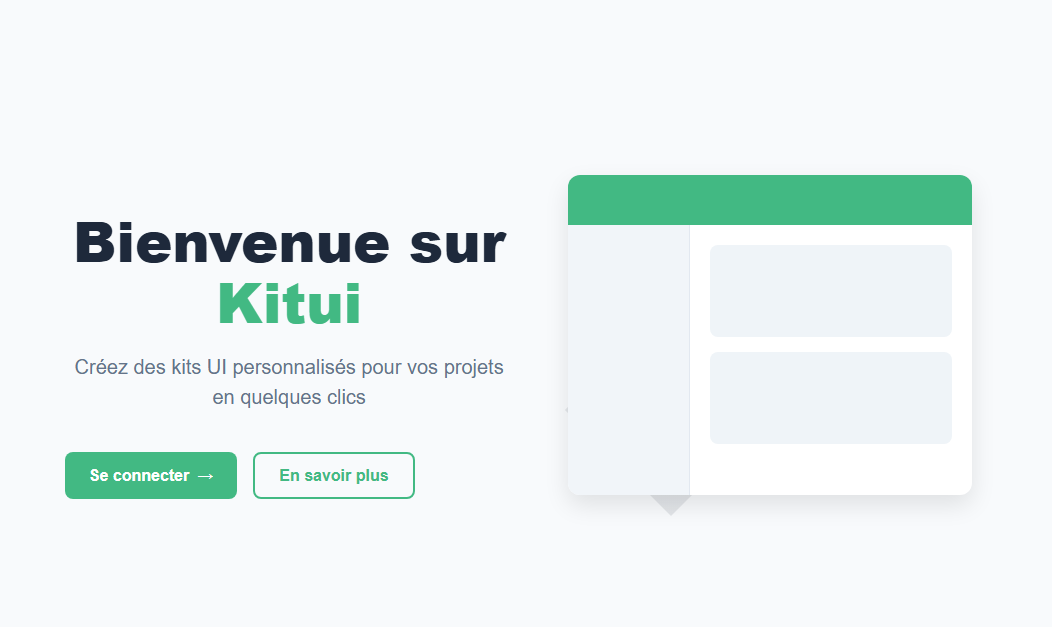 Bienvenue sur
Kitui
Créez des kits UI personnalisés pour vos projets
en quelques clics
Se connecter →
En savoir plus